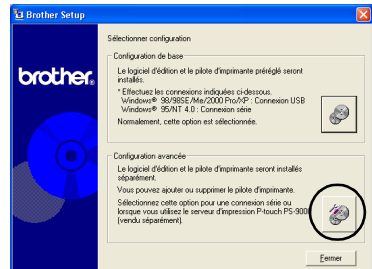 Brother Setup
Sélectionner configuration
brother®
Configuration de base
Le logiciel d'édition et le pilote d'imprimante préréglé seront
installés.
* Effectuez les connexions indiquées ci-dessous.
Windows® 98/98SE/Me/2000 Pro/XP : Connexion USB
Windows® 95/NT 4.0 : Connexion série
Normalement, cette option est sélectionnée.
Configuration avancée
Le logiciel d'édition et le pilote d'imprimante seront installés
séparément.
Vous pouvez ajouter ou supprimer le pilote d'imprimante.
Sélectionnez cette option pour une connexion série ou
lorsque vous utilisez le serveur d'impression P-touch PS-9000
(vendu séparément).
Fermer